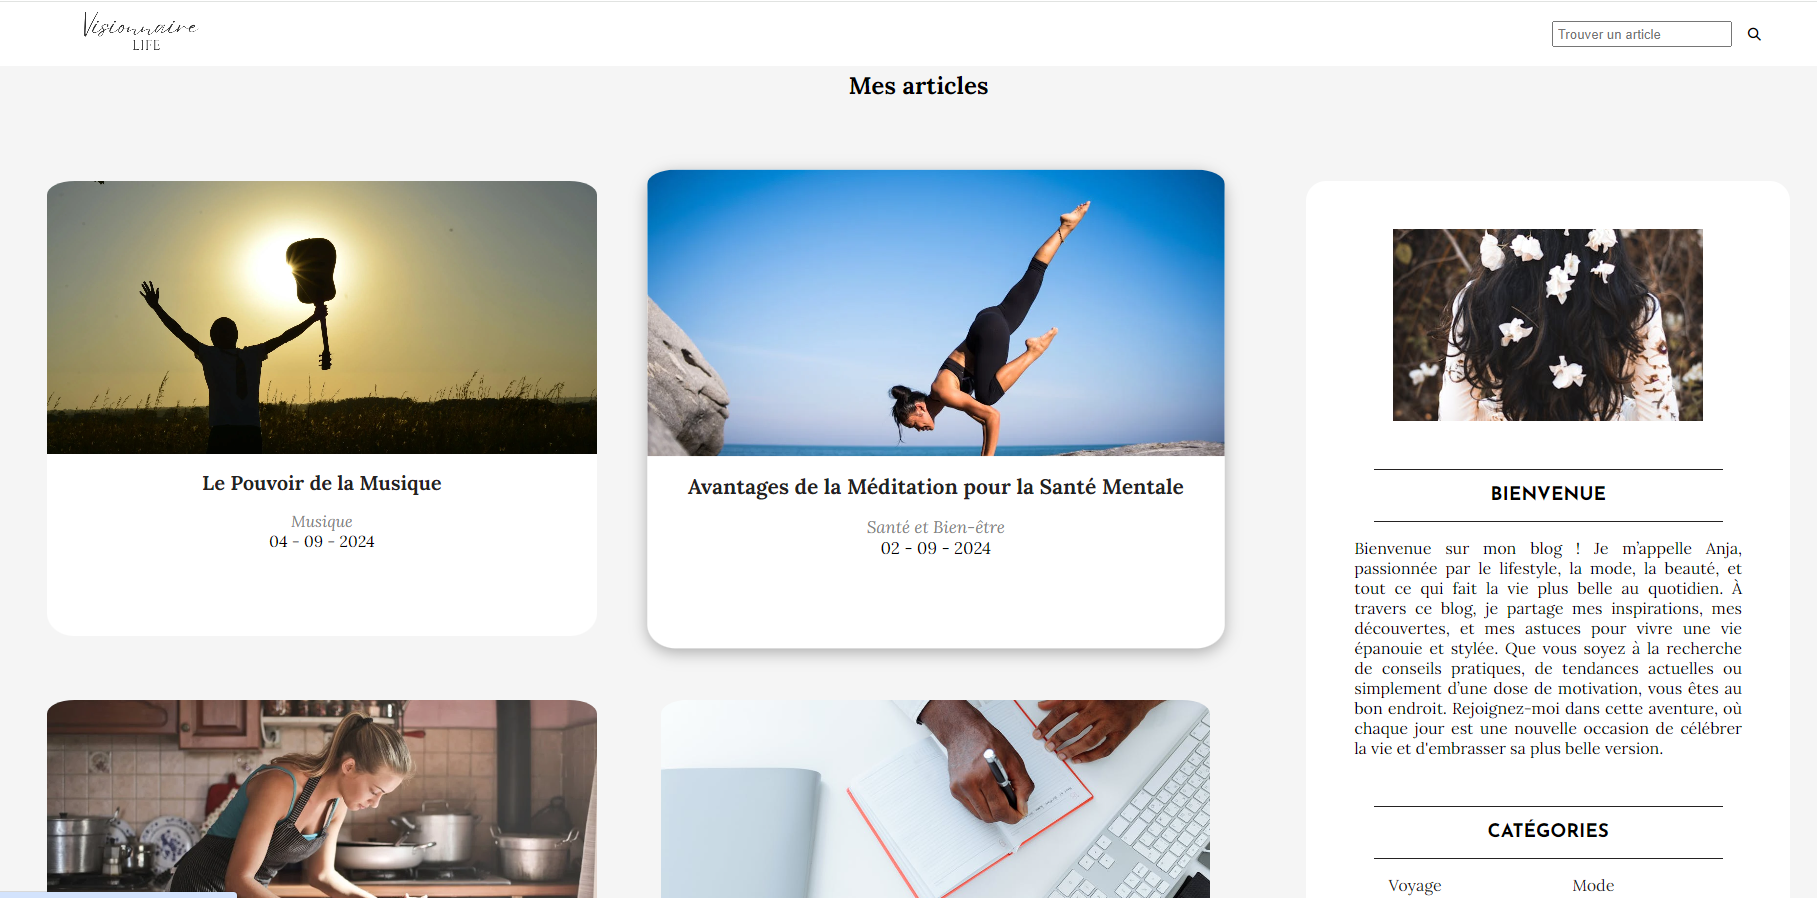 Visionnaire
LIFE
Trouver un article
Mes articles
Le Pouvoir de la Musique
Musique
04 - 09 - 2024
Avantages de la Méditation pour la Santé Mentale
Santé et Bien-être
02 - 09 - 2024
BIENVENUE
Bienvenue sur mon blog ! Je m’appelle Anja,
passionnée par le lifestyle, la mode, la beauté, et
tout ce qui fait la vie plus belle au quotidien. À
travers ce blog, je partage mes inspirations, mes
découvertes, et mes astuces pour vivre une vie
épanouie et stylée. Que vous soyez à la recherche
de conseils pratiques, de tendances actuelles ou
simplement d’une dose de motivation, vous êtes au
bon endroit. Rejoignez-moi dans cette aventure, où
chaque jour est une nouvelle occasion de célébrer
la vie et d'embrasser sa plus belle version.
CATÉGORIES
Voyage
Mode